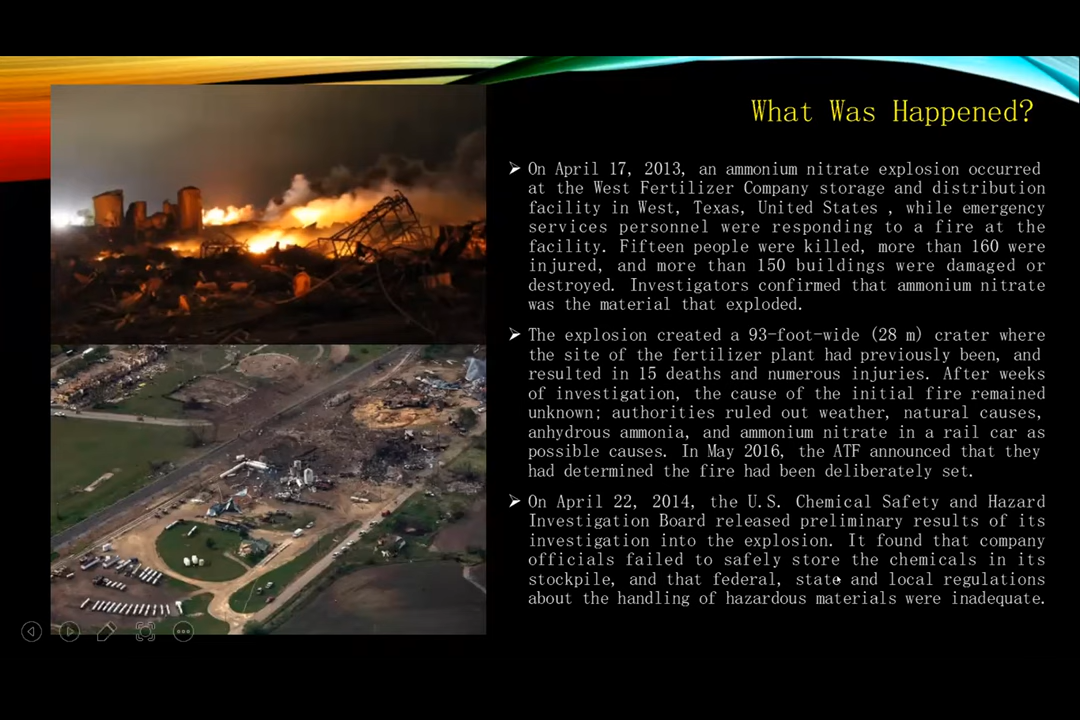 What Was Happened?
➢ On April 17, 2013, an ammonium nitrate explosion occurred
at the West Fertilizer Company storage and distribution
facility in West, Texas, United States , while emergency
services personnel were responding to a fire at the
facility. Fifteen people were killed, more than 160 were
injured, and more than 150 buildings were damaged or
destroyed. Investigators confirmed that ammonium nitrate
was the material that exploded.
➢ The explosion created a 93-foot-wide (28 m) crater where
the site of the fertilizer plant had previously been, and
resulted in 15 deaths and numerous injuries. After weeks
of investigation, the cause of the initial fire remained
unknown; authorities ruled out weather, natural causes,
anhydrous ammonia, and ammonium nitrate in a rail car as
possible causes. In May 2016, the ATF announced that they
had determined the fire had been deliberately set.
➢ On April 22, 2014, the U.S. Chemical Safety and Hazard
Investigation Board released preliminary results of its
investigation into the explosion. It found that company
officials failed to safely store the chemicals in its
stockpile, and that federal, state and local regulations
about the handling of hazardous materials were inadequate.